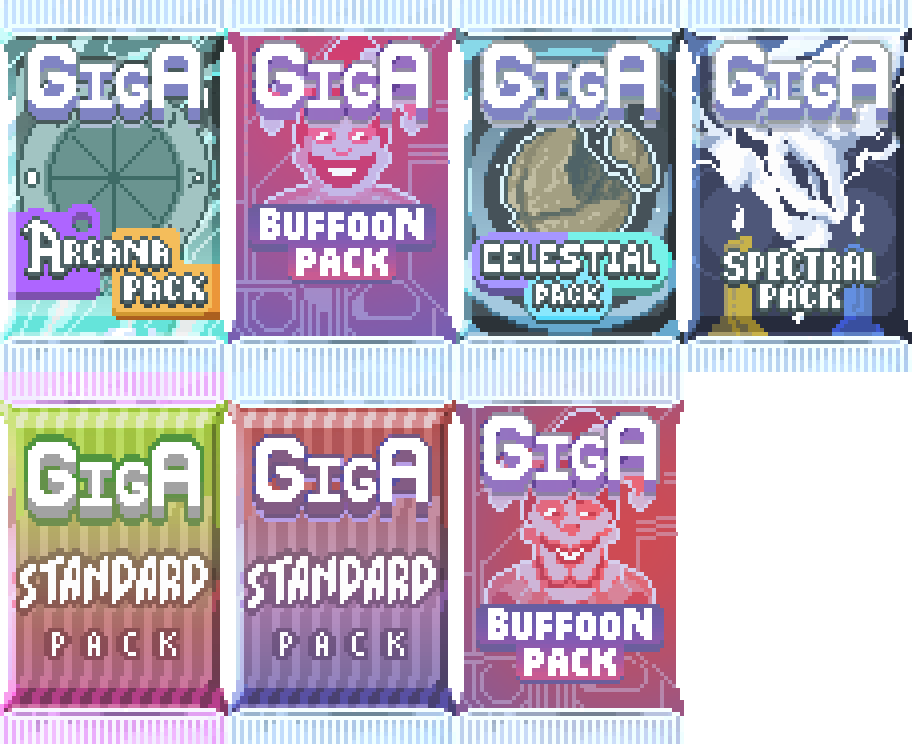 GIGA
ARCANA
PACK
GIGA
BUFFOON
PACK
GIGA
CELESTIAL
PACK
GIGA
SPECTRAL
PACK
GIGA
STANDARD
PACK
GIGA
STANDARD
PACK
GIGA
BUFFOON
PACK